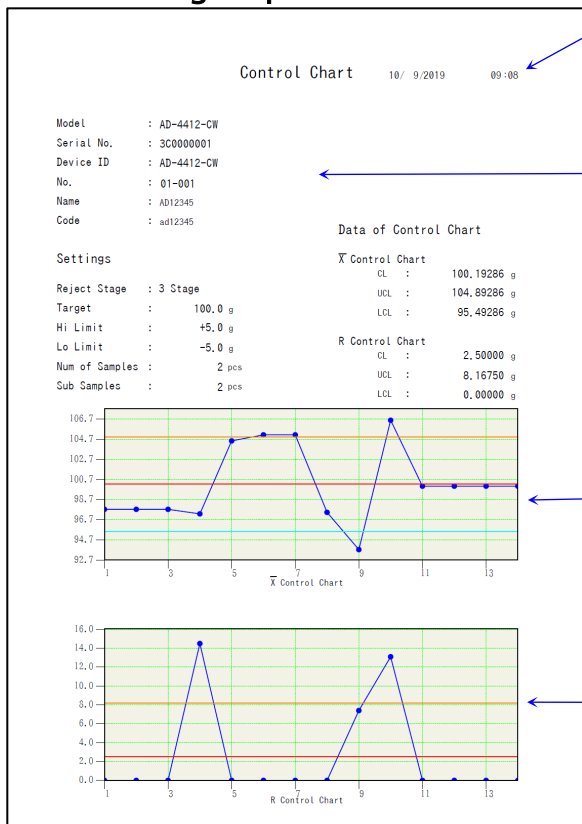 Control Chart 10/ 9/2019 09:08
Model : AD-4412-CW
Serial No. : 3C0000001
Device ID : AD-4412-CW
No. : 01-001
Name : AD12345
Code : ad12345
Data of Control Chart
Settings
X̅ Control Chart
CL : 100.19286 g
UCL : 104.89286 g
LCL : 95.49286 g
Reject Stage : 3 Stage
Target : 100.0 g
Hi Limit : +5.0 g
Lo Limit : -5.0 g
Num of Samples : 2 pcs
Sub Samples : 2 pcs
R Control Chart
CL : 2.50000 g
UCL : 8.16750 g
LCL : 0.00000 g
106.7
104.7
102.7
100.7
98.7
96.7
94.7
92.7
1 3 5 7 9 11 13
X̅ Control Chart
16.0
14.0
12.0
10.0
8.0
6.0
4.0
2.0
0.0
1 3 5 7 9 11 13
R Control Chart